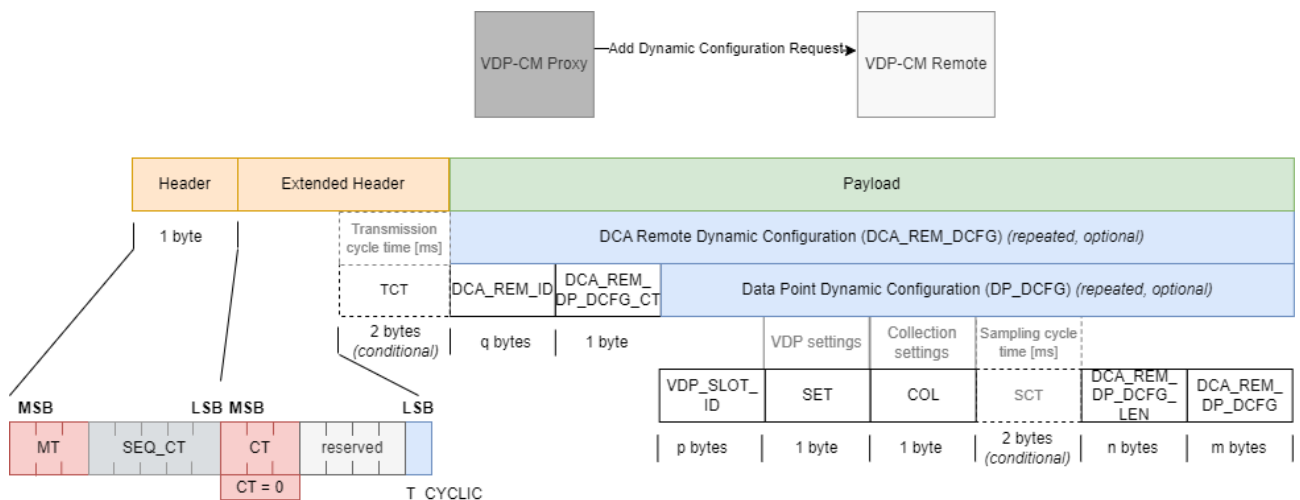 VDP-CM Proxy
Add Dynamic Configuration Request
VDP-CM Remote
Header
Extended Header
Payload
1 byte
Transmission
cycle time [ms]
DCA Remote Dynamic Configuration (DCA_REM_DCFG) (repeated, optional)
TCT
DCA_REM_ID
DCA_REM_
DP_DCFG_CT
Data Point Dynamic Configuration (DP_DCFG) (repeated, optional)
2 bytes
(conditional)
q bytes
1 byte
VDP settings
Collection
settings
Sampling cycle
time [ms]
VDP_SLOT_
ID
SET
COL
SCT
DCA_REM_
DP_DCFG_
LEN
DCA_REM_
DP_DCFG
p bytes
1 byte
1 byte
2 bytes
(conditional)
n bytes
m bytes
MSB
LSB
MSB
LSB
MT
SEQ_CT
CT
reserved
CT = 0
T_CYCLIC